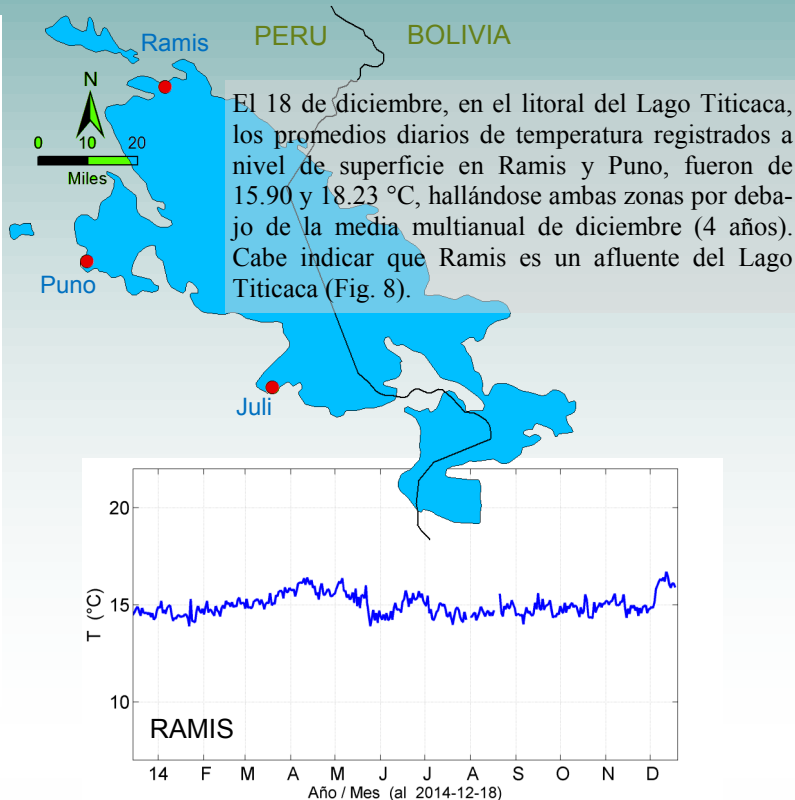 Ramis
PERU
BOLIVIA
N
0 10 20
Miles
El 18 de diciembre, en el litoral del Lago Titicaca,
los promedios diarios de temperatura registrados a
nivel de superficie en Ramis y Puno, fueron de
15.90 y 18.23 °C, hallándose ambas zonas por deba-
jo de la media multianual de diciembre (4 años).
Cabe indicar que Ramis es un afluente del Lago
Titicaca (Fig. 8).
Puno
Juli
20
15
10
T (°C)
RAMIS
14 F M A M J J A S O N D
Año / Mes (al 2014-12-18)